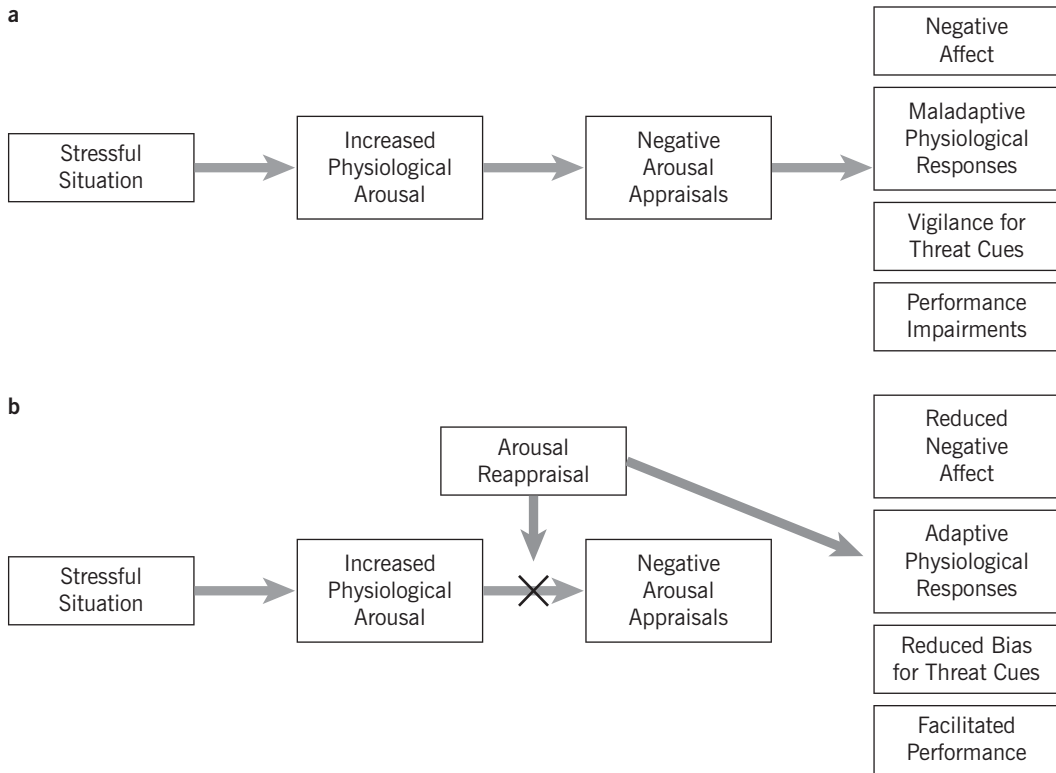 a
Stressful
Situation
Increased
Physiological
Arousal
Negative
Arousal
Appraisals
Negative
Affect
Maladaptive
Physiological
Responses
Vigilance for
Threat Cues
Performance
Impairments
b
Arousal
Reappraisal
Stressful
Situation
Increased
Physiological
Arousal
Negative
Arousal
Appraisals
Reduced
Negative
Affect
Adaptive
Physiological
Responses
Reduced Bias
for Threat Cues
Facilitated
Performance